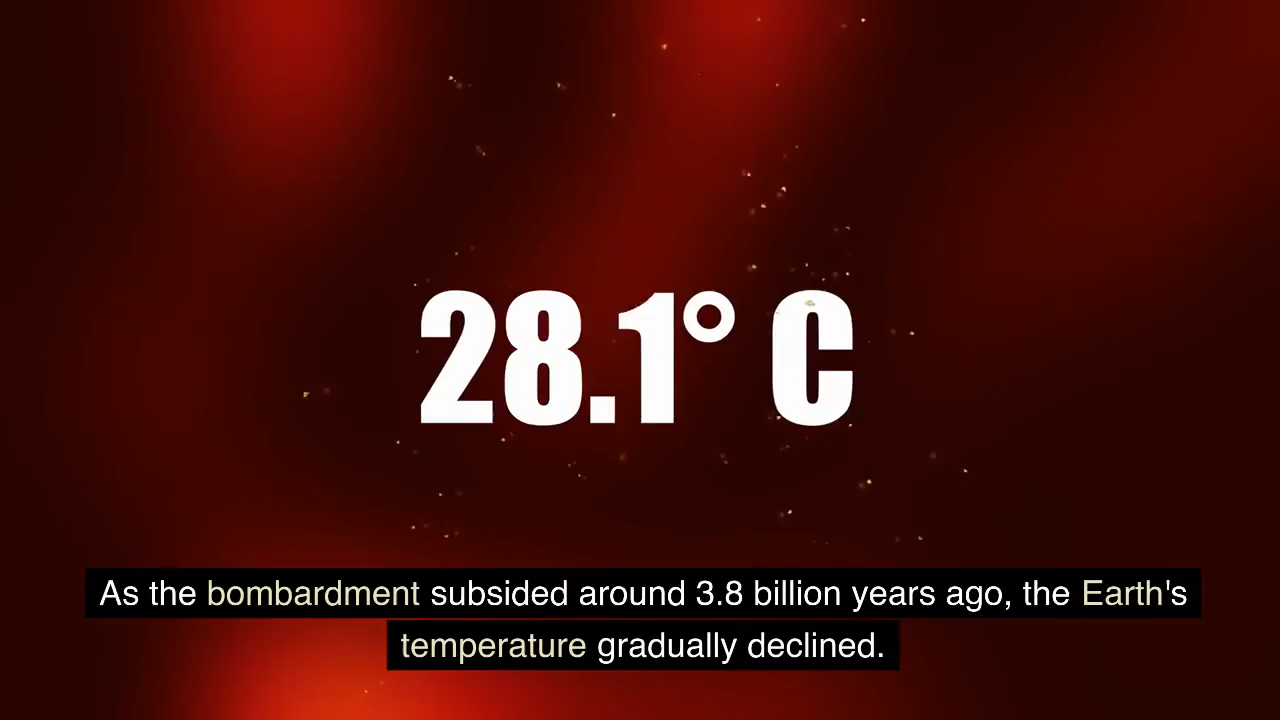 28.1° C
As the bombardment subsided around 3.8 billion years ago, the Earth's
temperature gradually declined.